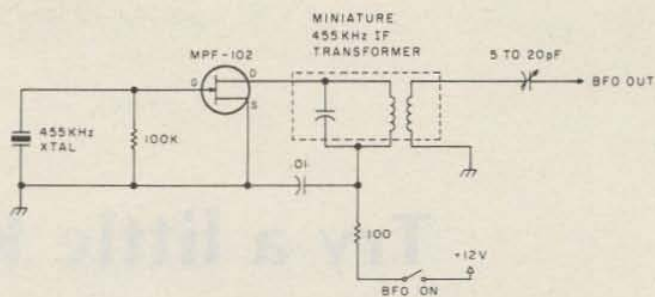 MINIATURE
455KHz IF
TRANSFORMER
MPF-102
5 TO 20pF
D
G
S
BFO OUT
455KHz
XTAL
100K
.01
100
+12V
BFO ON
Try a little